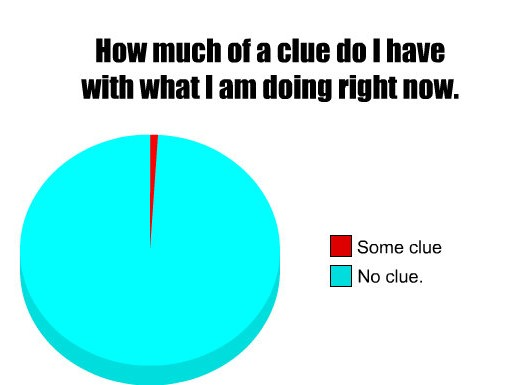 How much of a clue do I have
with what I am doing right now.
Some clue
No clue.